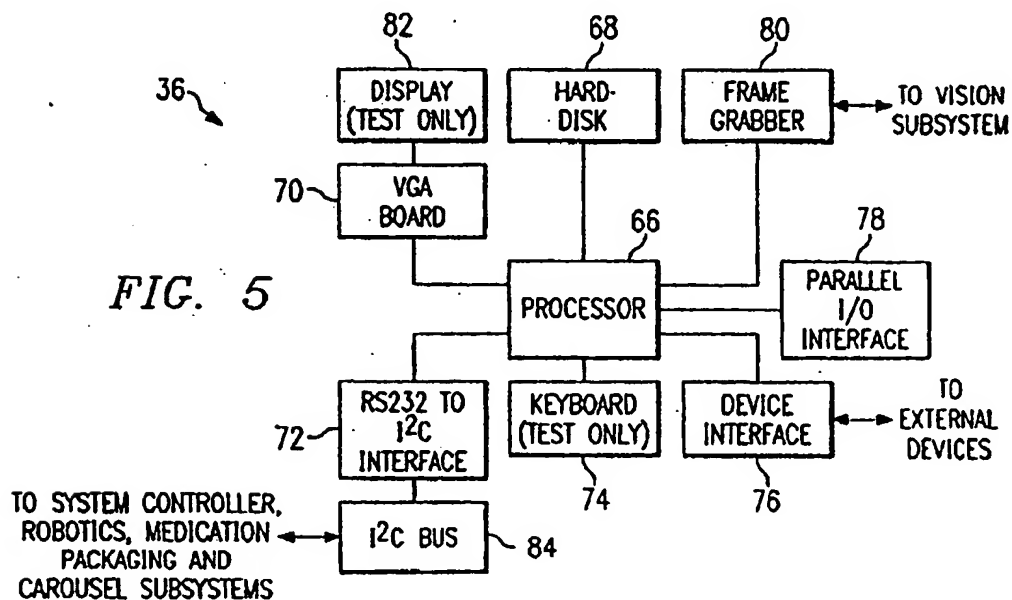 82
68
80
36
DISPLAY
(TEST ONLY)
HARD-
DISK
FRAME
GRABBER
TO VISION
SUBSYSTEM
70
VGA
BOARD
66
78
FIG. 5
PROCESSOR
PARALLEL
I/O
INTERFACE
72
RS232 TO
I²C
INTERFACE
KEYBOARD
(TEST ONLY)
DEVICE
INTERFACE
TO
EXTERNAL
DEVICES
74
76
TO SYSTEM CONTROLLER,
ROBOTICS, MEDICATION
PACKAGING AND
CAROUSEL SUBSYSTEMS
I²C BUS
84